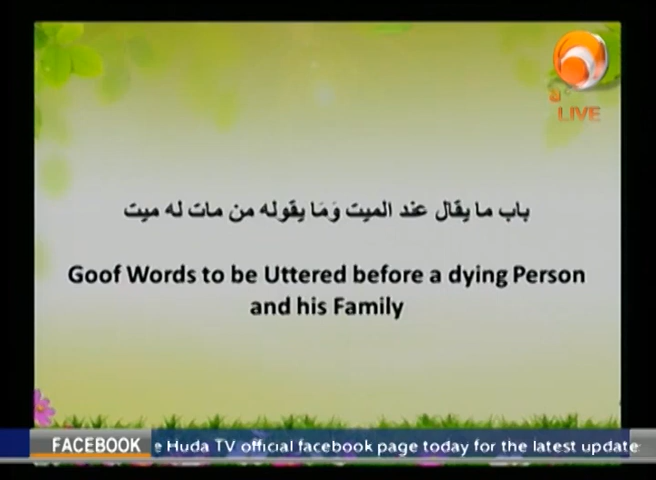 LIVE
باب ما يقال عند الميت وَمَا يقوله من مات له ميت
Goof Words to be Uttered before a dying Person
and his Family
FACEBOOK
e Huda TV official facebook page today for the latest update